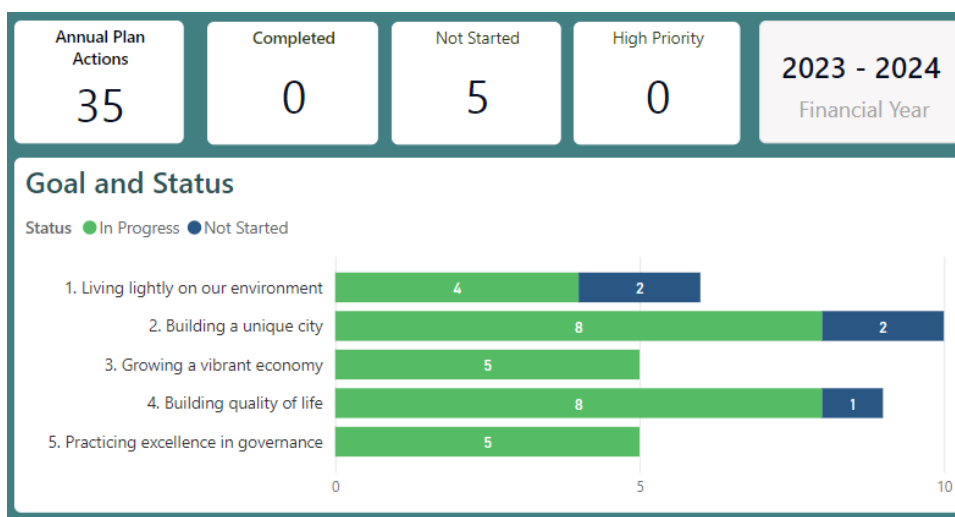 Annual Plan
Actions
35
Completed
0
Not Started
5
High Priority
0
2023 - 2024
Financial Year
Goal and Status
Status In Progress Not Started
1. Living lightly on our environment 4 2
2. Building a unique city 8 2
3. Growing a vibrant economy 5
4. Building quality of life 8 1
5. Practicing excellence in governance 5
0 5 10